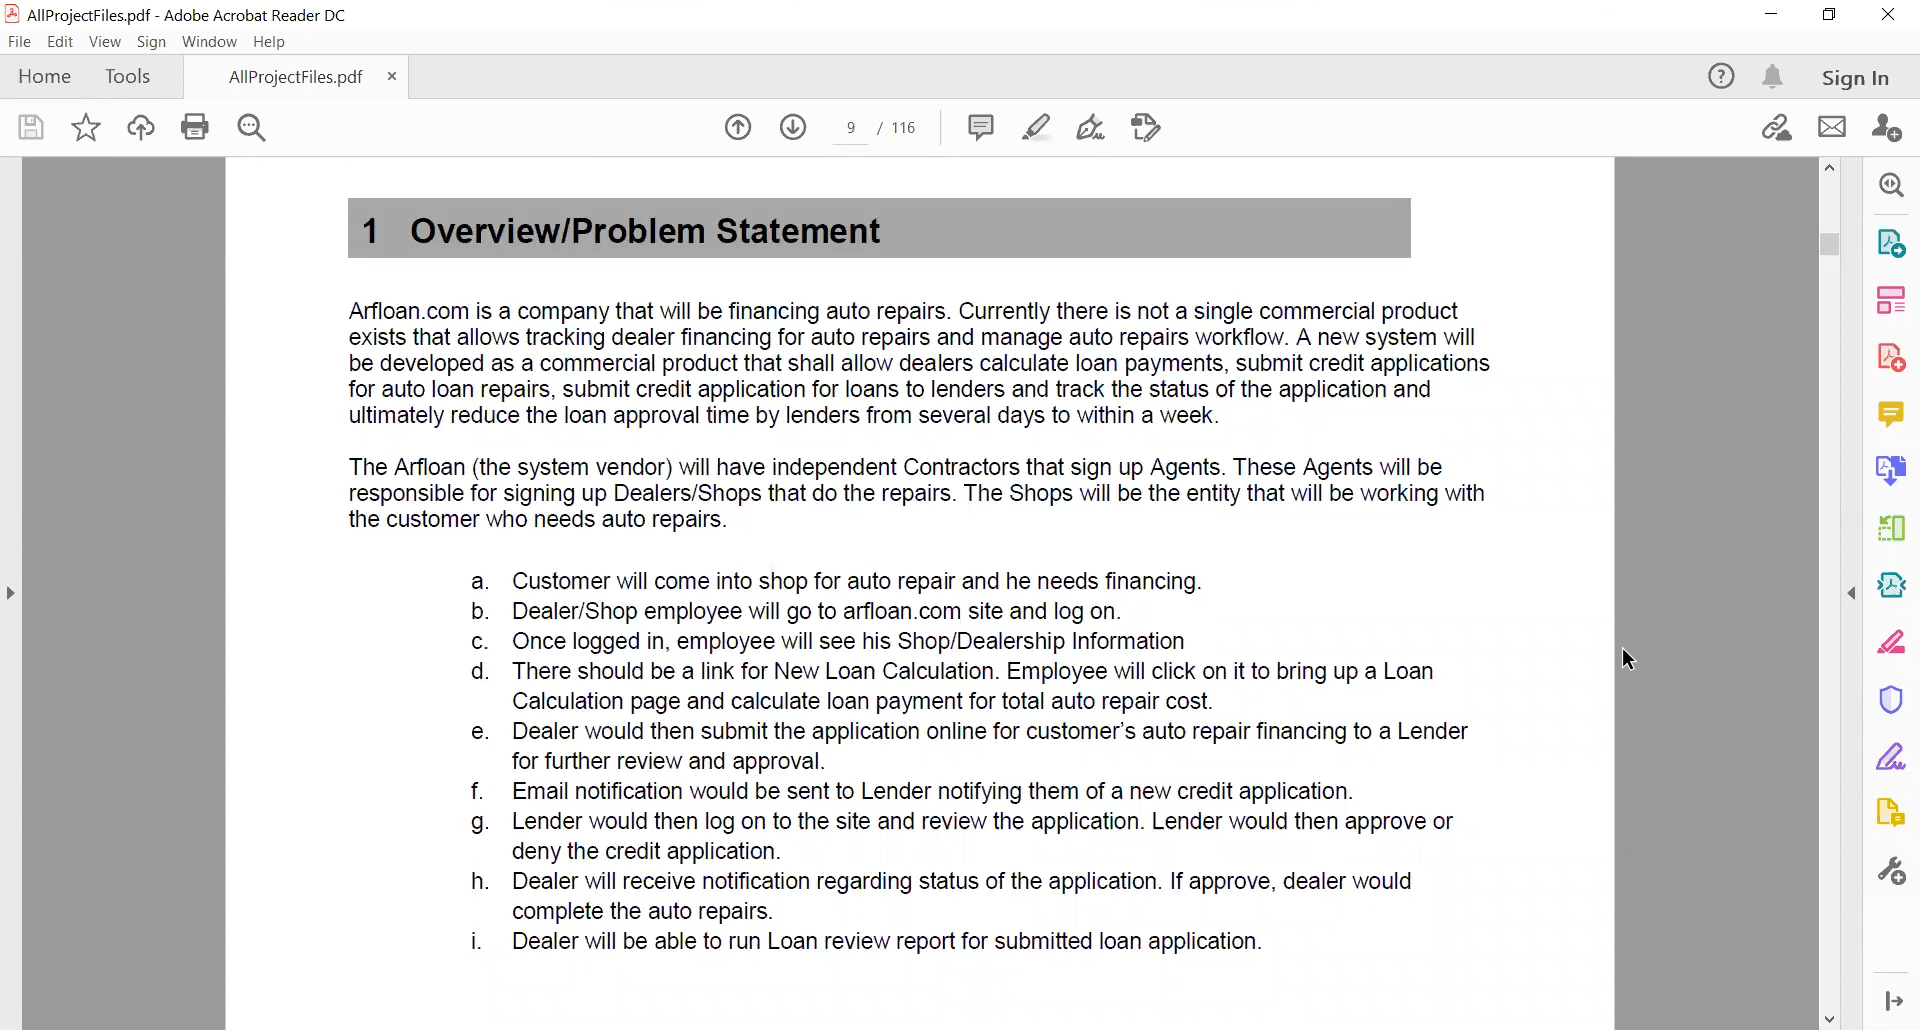 AllProjectFiles.pdf - Adobe Acrobat Reader DC
File Edit View Sign Window Help
Home Tools AllProjectFiles.pdf × Sign In
9 / 116
1 Overview/Problem Statement
Arfloan.com is a company that will be financing auto repairs. Currently there is not a single commercial product
exists that allows tracking dealer financing for auto repairs and manage auto repairs workflow. A new system will
be developed as a commercial product that shall allow dealers calculate loan payments, submit credit applications
for auto loan repairs, submit credit application for loans to lenders and track the status of the application and
ultimately reduce the loan approval time by lenders from several days to within a week.
The Arfloan (the system vendor) will have independent Contractors that sign up Agents. These Agents will be
responsible for signing up Dealers/Shops that do the repairs. The Shops will be the entity that will be working with
the customer who needs auto repairs.
a. Customer will come into shop for auto repair and he needs financing.
b. Dealer/Shop employee will go to arfloan.com site and log on.
c. Once logged in, employee will see his Shop/Dealership Information
d. There should be a link for New Loan Calculation. Employee will click on it to bring up a Loan
Calculation page and calculate loan payment for total auto repair cost.
e. Dealer would then submit the application online for customer's auto repair financing to a Lender
for further review and approval.
f. Email notification would be sent to Lender notifying them of a new credit application.
g. Lender would then log on to the site and review the application. Lender would then approve or
deny the credit application.
h. Dealer will receive notification regarding status of the application. If approve, dealer would
complete the auto repairs.
i. Dealer will be able to run Loan review report for submitted loan application.